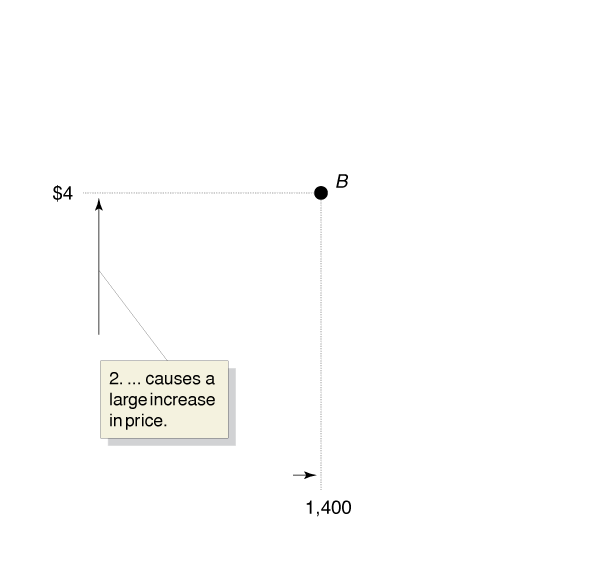 B
$4
2. ... causes a
large increase
in price.
1,400